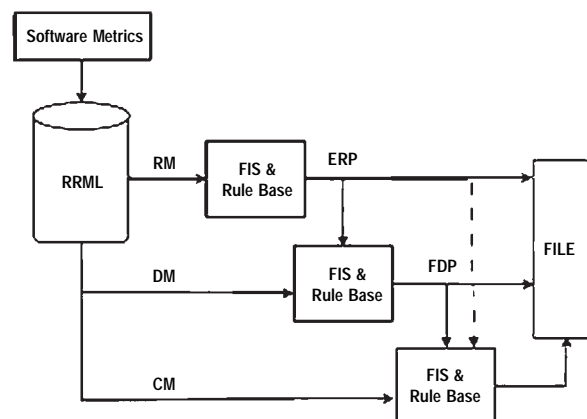 Software Metrics
RRML
RM
FIS &
Rule Base
ERP
FILE
DM
FIS &
Rule Base
FDP
CM
FIS &
Rule Base